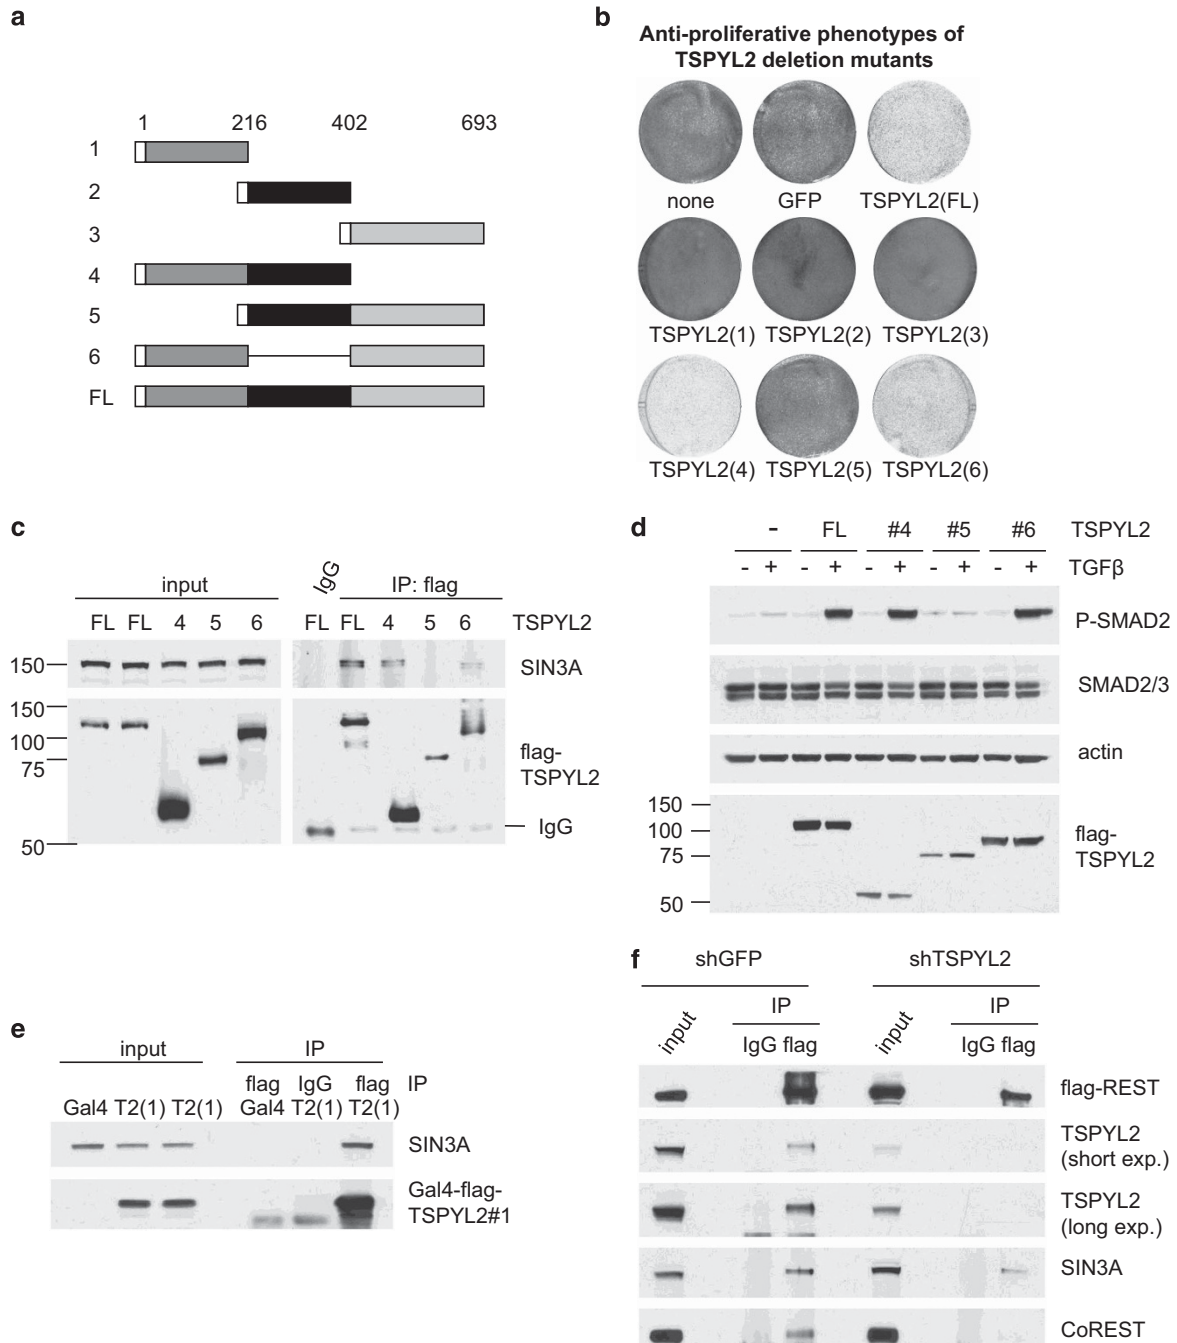 a
1 216 402 693
1
2
3
4
5
6
FL
b
Anti-proliferative phenotypes of
TSPYL2 deletion mutants
none GFP TSPYL2(FL)
TSPYL2(1) TSPYL2(2) TSPYL2(3)
TSPYL2(4) TSPYL2(5) TSPYL2(6)
c
input IgG IP: flag
FL FL 4 5 6 FL FL 4 5 6 TSPYL2
150 SIN3A
150
100
75
50
flag-
TSPYL2
IgG
d
- FL #4 #5 #6 TSPYL2
- + - + - + - + - + TGFβ
P-SMAD2
SMAD2/3
actin
150
100
75
50
flag-
TSPYL2
e
input IP
flag IgG flag IP
Gal4 T2(1) T2(1) Gal4 T2(1) T2(1)
SIN3A
Gal4-flag-
TSPYL2#1
f
shGFP shTSPYL2
input IP input IP
IgG flag IgG flag
flag-REST
TSPYL2
(short exp.)
TSPYL2
(long exp.)
SIN3A
CoREST